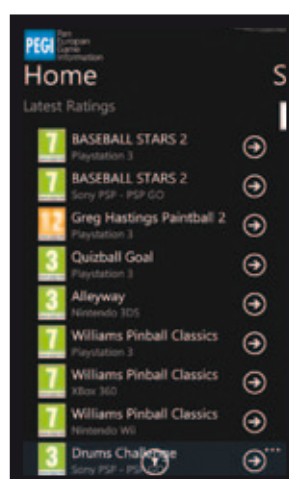 PEGI Pan
European
Game
Information
Home S
Latest Ratings
7 BASEBALL STARS 2
Playstation 3
7 BASEBALL STARS 2
Sony PSP - PSP GO
12 Greg Hastings Paintball 2
Playstation 3
3 Quizball Goal
Playstation 3
3 Alleyway
Nintendo 3DS
7 Williams Pinball Classics
Playstation 3
7 Williams Pinball Classics
XBox 360
7 Williams Pinball Classics
Nintendo Wii
3 Drums Challenge
Sony PSP - PSP